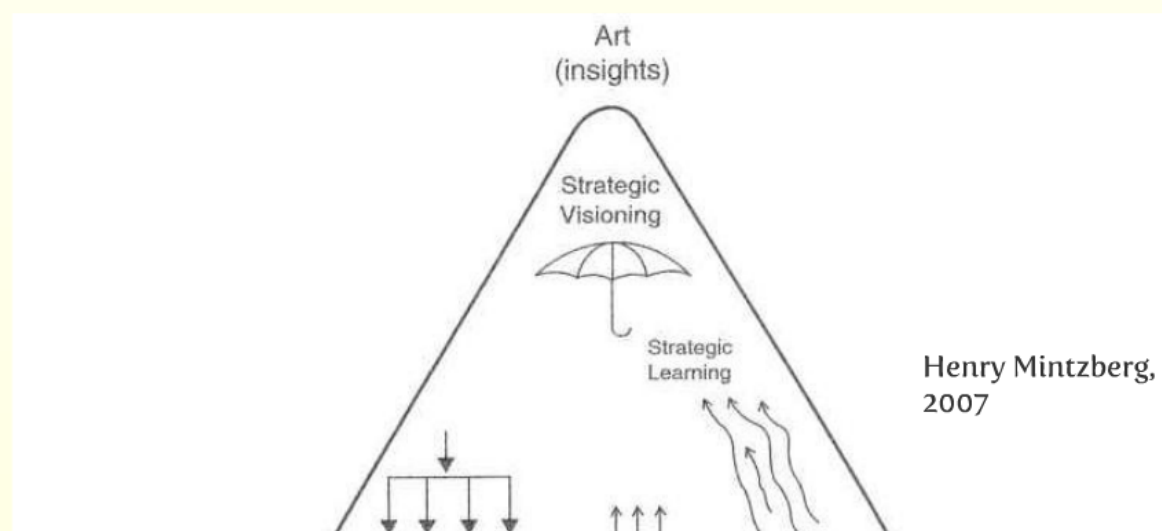 Art
(insights)
Strategic
Visioning
Strategic
Learning
Henry Mintzberg,
2007